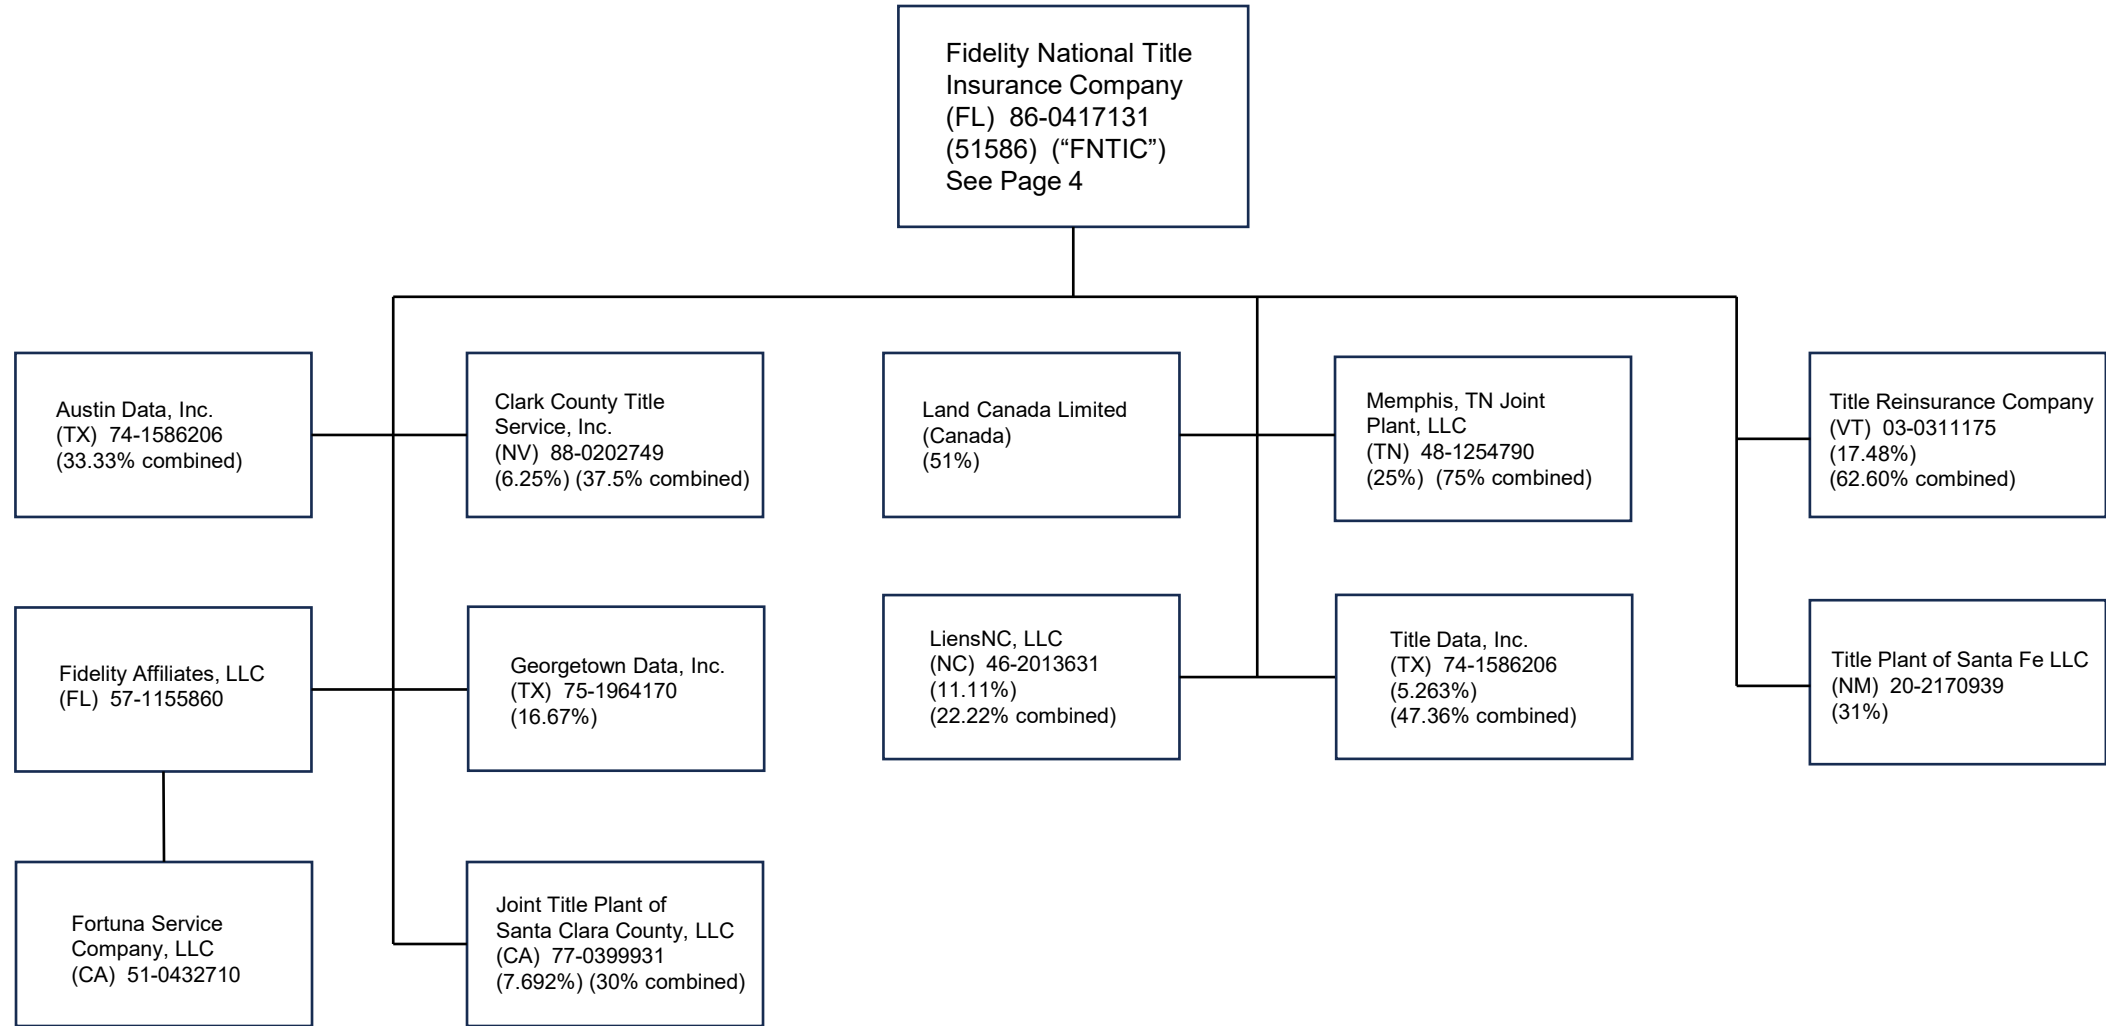 Fidelity National Title
Insurance Company
(FL)  86-0417131
(51586)  (“FNTIC”)
See Page 4
Austin Data, Inc.
(TX)  74-1586206
(33.33% combined)
Clark County Title
Service, Inc.
(NV)  88-0202749
(6.25%) (37.5% combined)
Land Canada Limited
(Canada)
(51%)
Memphis, TN Joint
Plant, LLC
(TN)  48-1254790
(25%)  (75% combined)
Title Reinsurance Company
(VT)  03-0311175
(17.48%)
(62.60% combined)
Fidelity Affiliates, LLC
(FL)  57-1155860
Georgetown Data, Inc.
(TX)  75-1964170
(16.67%)
LiensNC, LLC
(NC)  46-2013631
(11.11%)
(22.22% combined)
Title Data, Inc.
(TX)  74-1586206
(5.263%)
(47.36% combined)
Title Plant of Santa Fe LLC
(NM)  20-2170939
(31%)
Fortuna Service
Company, LLC
(CA)  51-0432710
Joint Title Plant of
Santa Clara County, LLC
(CA)  77-0399931
(7.692%) (30% combined)